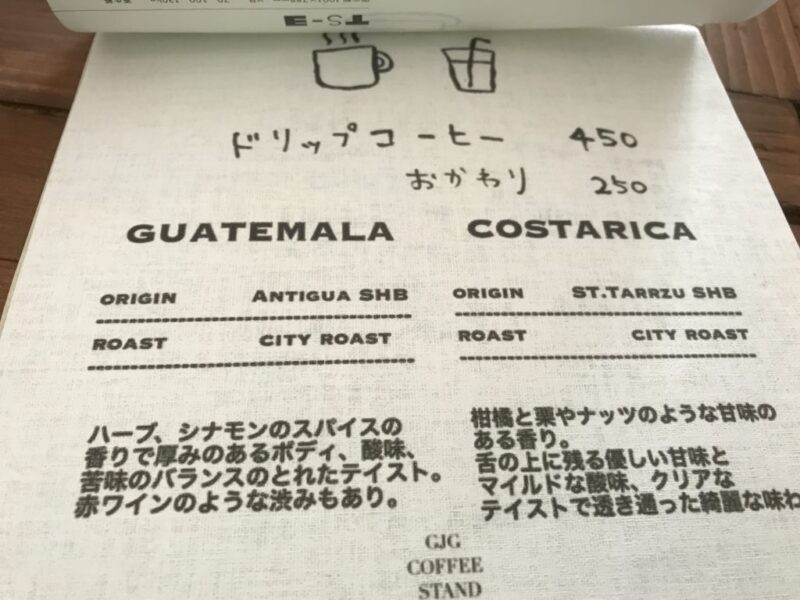 TS-E
ドリップコーヒー 450
おかわり 250
GUATEMALA
ORIGIN ANTIGUA SHB
ROAST CITY ROAST
ハーブ、シナモンのスパイスの
香りで厚みのあるボディ、酸味、
苦味のバランスのとれたテイスト。
赤ワインのような渋みもあり。
COSTARICA
ORIGIN ST.TARRZU SHB
ROAST CITY ROAST
柑橘と栗やナッツのような甘味の
ある香り。
舌の上に残る優しい甘味と
マイルドな酸味、クリアな
テイストで透き通った綺麗な味わ
GJG
COFFEE
STAND